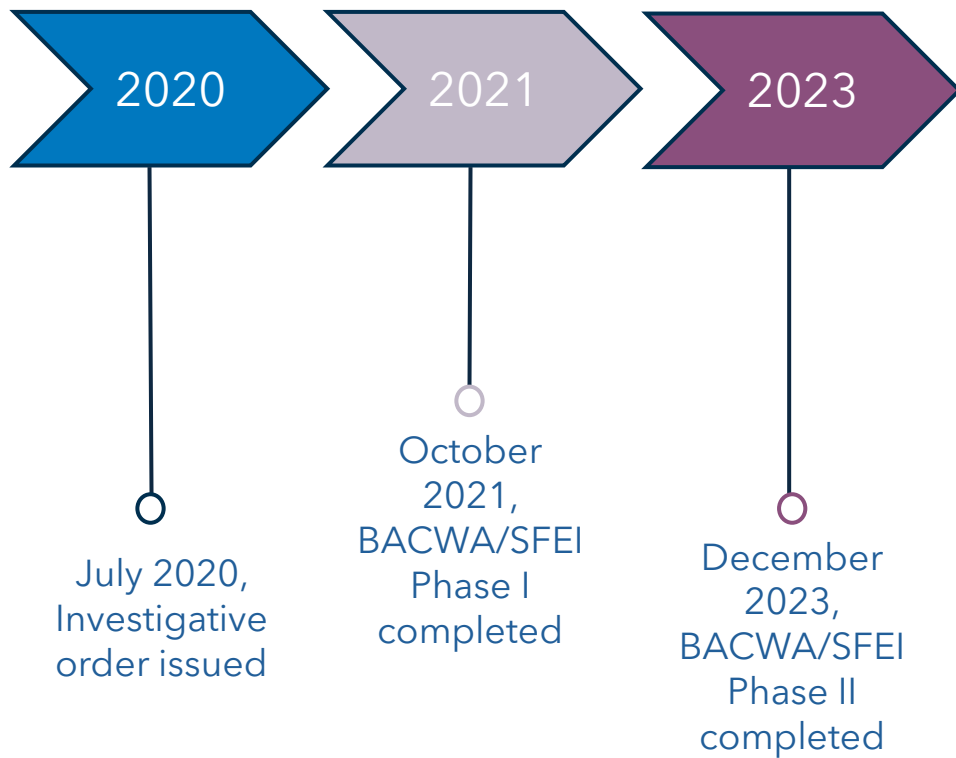 2020
2021
2023
July 2020,
Investigative
order issued
October
2021,
BACWA/SFEI
Phase I
completed
December
2023,
BACWA/SFEI
Phase II
completed